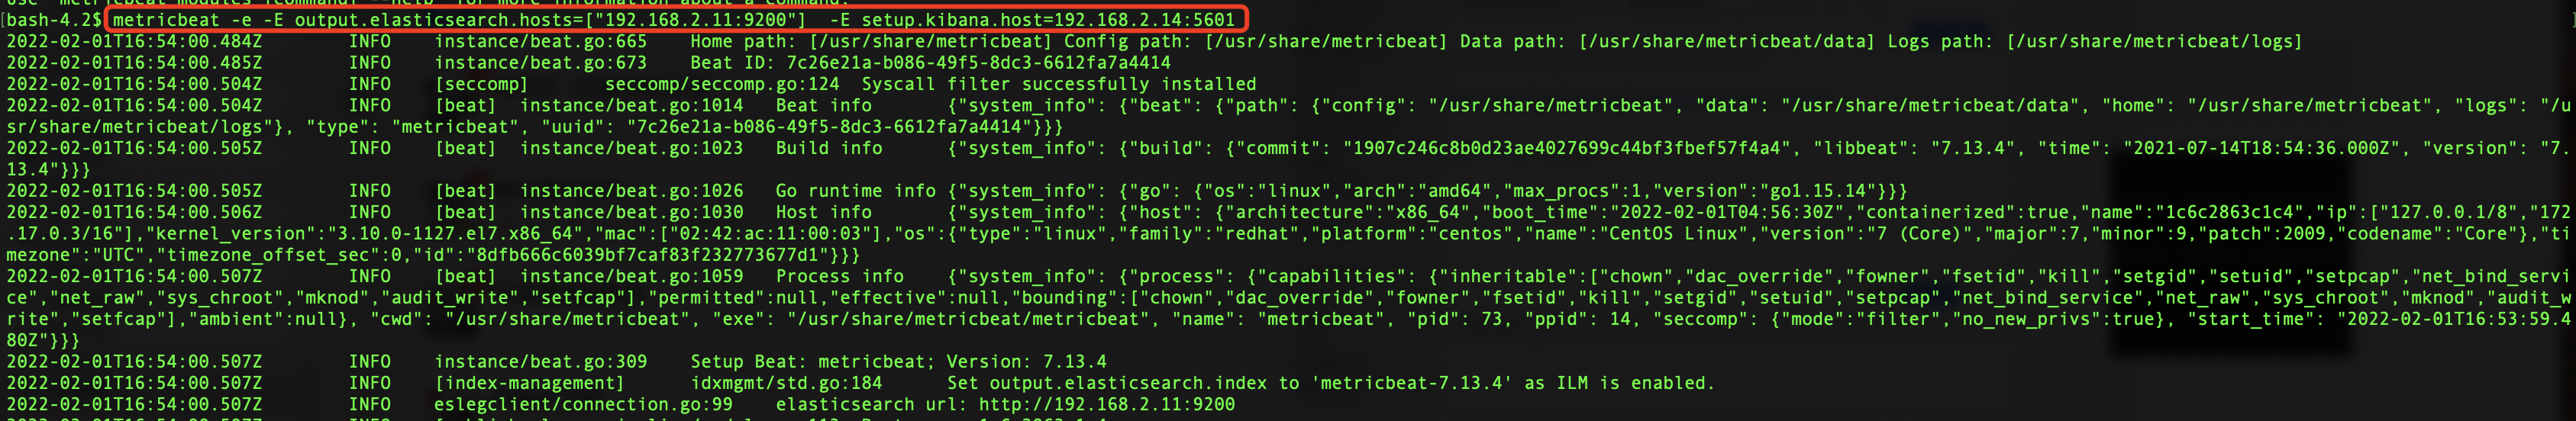 use "metricbeat modules [command] --help" for more information about a command.
[bash-4.2$ metricbeat -e -E output.elasticsearch.hosts=["192.168.2.11:9200"]  -E setup.kibana.host=192.168.2.14:5601
2022-02-01T16:54:00.484Z        INFO    instance/beat.go:665    Home path: [/usr/share/metricbeat] Config path: [/usr/share/metricbeat] Data path: [/usr/share/metricbeat/data] Logs path: [/usr/share/metricbeat/logs]
2022-02-01T16:54:00.485Z        INFO    instance/beat.go:673    Beat ID: 7c26e21a-b086-49f5-8dc3-6612fa7a4414
2022-02-01T16:54:00.504Z        INFO    [seccomp]       seccomp/seccomp.go:124  Syscall filter successfully installed
2022-02-01T16:54:00.504Z        INFO    [beat]  instance/beat.go:1014   Beat info       {"system_info": {"beat": {"path": {"config": "/usr/share/metricbeat", "data": "/usr/share/metricbeat/data", "home": "/usr/share/metricbeat", "logs": "/u
sr/share/metricbeat/logs"}, "type": "metricbeat", "uuid": "7c26e21a-b086-49f5-8dc3-6612fa7a4414"}}}
2022-02-01T16:54:00.505Z        INFO    [beat]  instance/beat.go:1023   Build info      {"system_info": {"build": {"commit": "1907c246c8b0d23ae4027699c44bf3fbef57f4a4", "libbeat": "7.13.4", "time": "2021-07-14T18:54:36.000Z", "version": "7.
13.4"}}}
2022-02-01T16:54:00.505Z        INFO    [beat]  instance/beat.go:1026   Go runtime info {"system_info": {"go": {"os":"linux","arch":"amd64","max_procs":1,"version":"go1.15.14"}}}
2022-02-01T16:54:00.506Z        INFO    [beat]  instance/beat.go:1030   Host info       {"system_info": {"host": {"architecture":"x86_64","boot_time":"2022-02-01T04:56:30Z","containerized":true,"name":"1c6c2863c1c4","ip":["127.0.0.1/8","172
.17.0.3/16"],"kernel_version":"3.10.0-1127.el7.x86_64","mac":["02:42:ac:11:00:03"],"os":{"type":"linux","family":"redhat","platform":"centos","name":"CentOS Linux","version":"7 (Core)","major":7,"minor":9,"patch":2009,"codename":"Core"},"ti
mezone":"UTC","timezone_offset_sec":0,"id":"8dfb666c6039bf7caf83f232773677d1"}}}
2022-02-01T16:54:00.507Z        INFO    [beat]  instance/beat.go:1059   Process info    {"system_info": {"process": {"capabilities": {"inheritable":["chown","dac_override","fowner","fsetid","kill","setgid","setuid","setpcap","net_bind_servi
ce","net_raw","sys_chroot","mknod","audit_write","setfcap"],"permitted":null,"effective":null,"bounding":["chown","dac_override","fowner","fsetid","kill","setgid","setuid","setpcap","net_bind_service","net_raw","sys_chroot","mknod","audit_w
rite","setfcap"],"ambient":null}, "cwd": "/usr/share/metricbeat", "exe": "/usr/share/metricbeat/metricbeat", "name": "metricbeat", "pid": 73, "ppid": 14, "seccomp": {"mode":"filter","no_new_privs":true}, "start_time": "2022-02-01T16:53:59.4
80Z"}}}
2022-02-01T16:54:00.507Z        INFO    instance/beat.go:309    Setup Beat: metricbeat; Version: 7.13.4
2022-02-01T16:54:00.507Z        INFO    [index-management]      idxmgmt/std.go:184      Set output.elasticsearch.index to 'metricbeat-7.13.4' as ILM is enabled.
2022-02-01T16:54:00.507Z        INFO    eslegclient/connection.go:99    elasticsearch url: http://192.168.2.11:9200